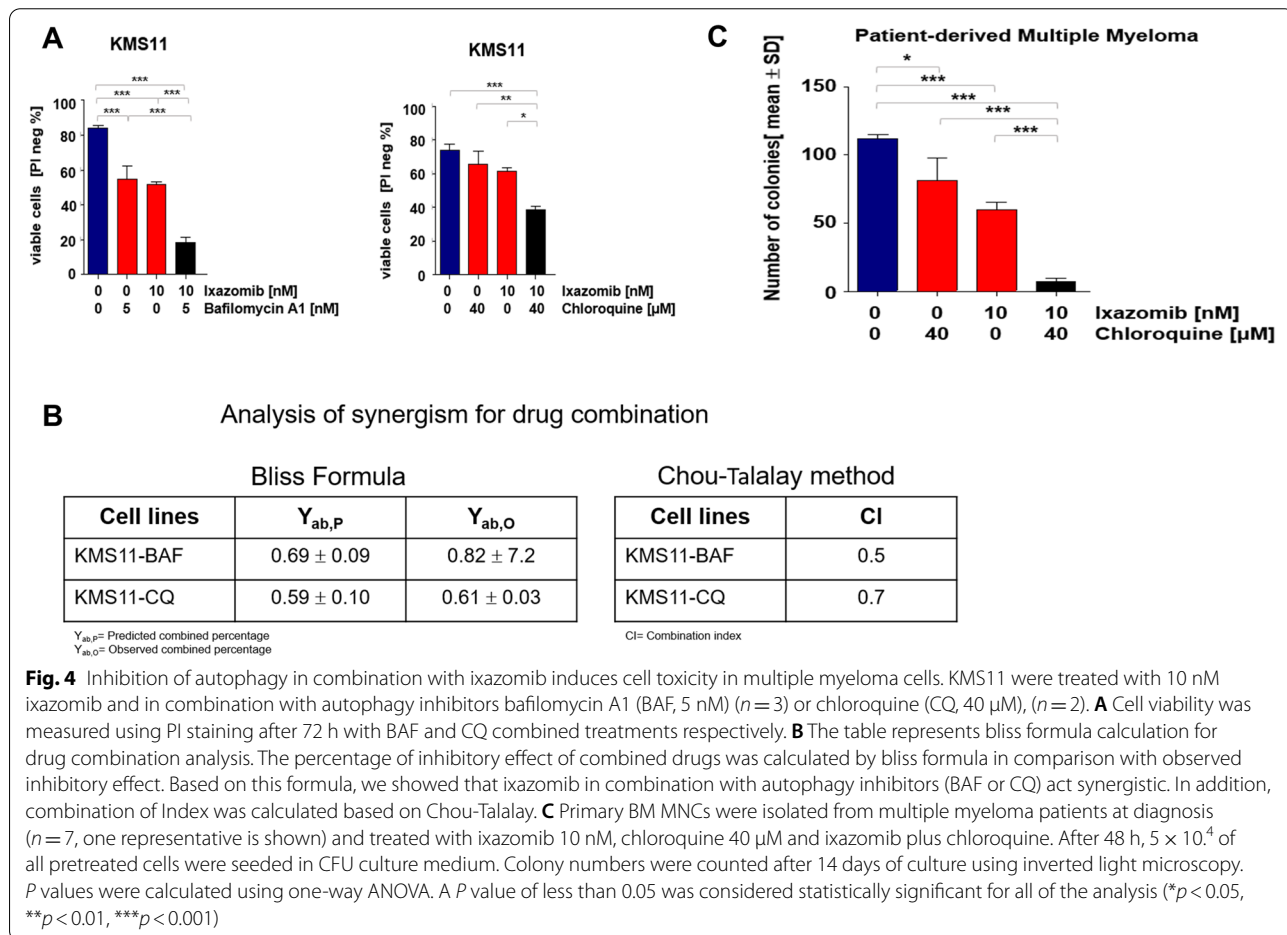 A
KMS11
***
***
***
***
***
viable cells [PI neg %]
100
80
60
40
20
0
0 0 10 10 Ixazomib [nM]
0 5 0 5 Bafilomycin A1 [nM]
KMS11
***
**
*
viable cells [PI neg %]
100
80
60
40
20
0
0 0 10 10 Ixazomib [nM]
0 40 0 40 Chloroquine [µM]
C
Patient-derived Multiple Myeloma
*
***
***
***
***
Number of colonies[ mean ± SD]
150
100
50
0
0 0 10 10 Ixazomib [nM]
0 40 0 40 Chloroquine [µM]
B
Analysis of synergism for drug combination
Bliss Formula
Cell lines Yab,P Yab,O
KMS11-BAF 0.69 ± 0.09 0.82 ± 7.2
KMS11-CQ 0.59 ± 0.10 0.61 ± 0.03
Yab,P= Predicted combined percentage
Yab,O= Observed combined percentage
Chou-Talalay method
Cell lines CI
KMS11-BAF 0.5
KMS11-CQ 0.7
CI= Combination index
Fig. 4 Inhibition of autophagy in combination with ixazomib induces cell toxicity in multiple myeloma cells. KMS11 were treated with 10 nM
ixazomib and in combination with autophagy inhibitors bafilomycin A1 (BAF, 5 nM) (n = 3) or chloroquine (CQ, 40 µM), (n = 2). A Cell viability was
measured using PI staining after 72 h with BAF and CQ combined treatments respectively. B The table represents bliss formula calculation for
drug combination analysis. The percentage of inhibitory effect of combined drugs was calculated by bliss formula in comparison with observed
inhibitory effect. Based on this formula, we showed that ixazomib in combination with autophagy inhibitors (BAF or CQ) act synergistic. In addition,
combination of Index was calculated based on Chou-Talalay. C Primary BM MNCs were isolated from multiple myeloma patients at diagnosis
(n = 7, one representative is shown) and treated with ixazomib 10 nM, chloroquine 40 µM and ixazomib plus chloroquine. After 48 h, 5 × 10.⁴ of
all pretreated cells were seeded in CFU culture medium. Colony numbers were counted after 14 days of culture using inverted light microscopy.
P values were calculated using one-way ANOVA. A P value of less than 0.05 was considered statistically significant for all of the analysis (*p < 0.05,
**p < 0.01, ***p < 0.001)